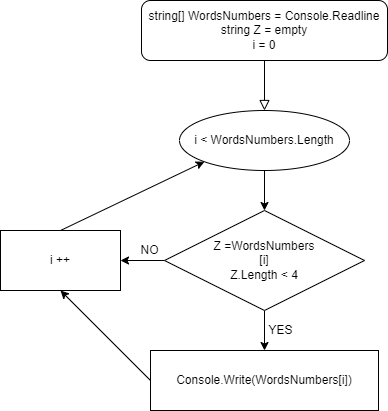 string[] WordsNumbers = Console.Readline
string Z = empty
i = 0
i < WordsNumbers.Length
Z =WordsNumbers
[i]
Z.Length < 4
NO
i ++
YES
Console.Write(WordsNumbers[i])